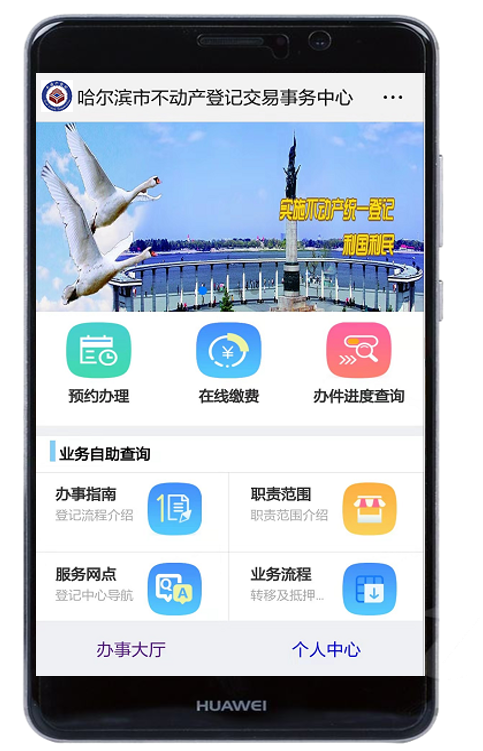 哈尔滨市不动产登记交易事务中心 ...
实施不动产统一登记
利国利民
预约办理 在线缴费 办件进度查询
业务自助查询
办事指南 职责范围
登记流程介绍 职责范围介绍
服务网点 业务流程
登记中心导航 转移及抵押...
办事大厅 个人中心
HUAWEI